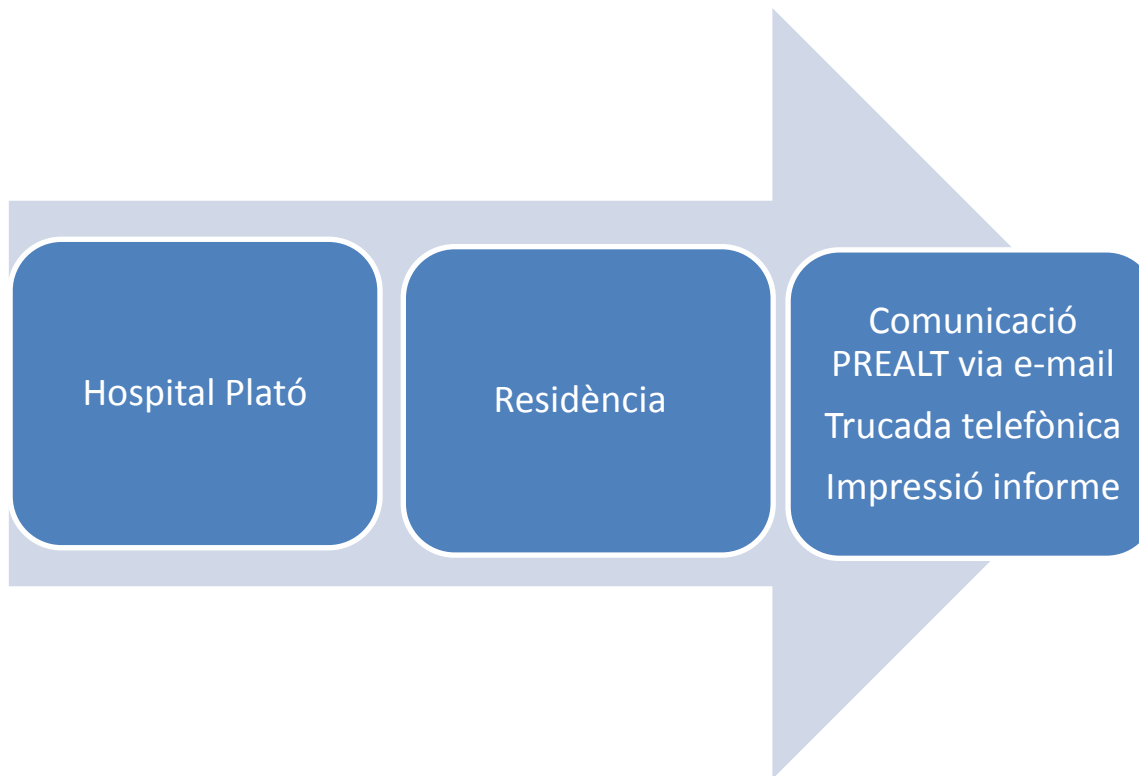 Hospital Plató
Residència
Comunicació
PREALT via e-mail
Trucada telefònica
Impressió informe